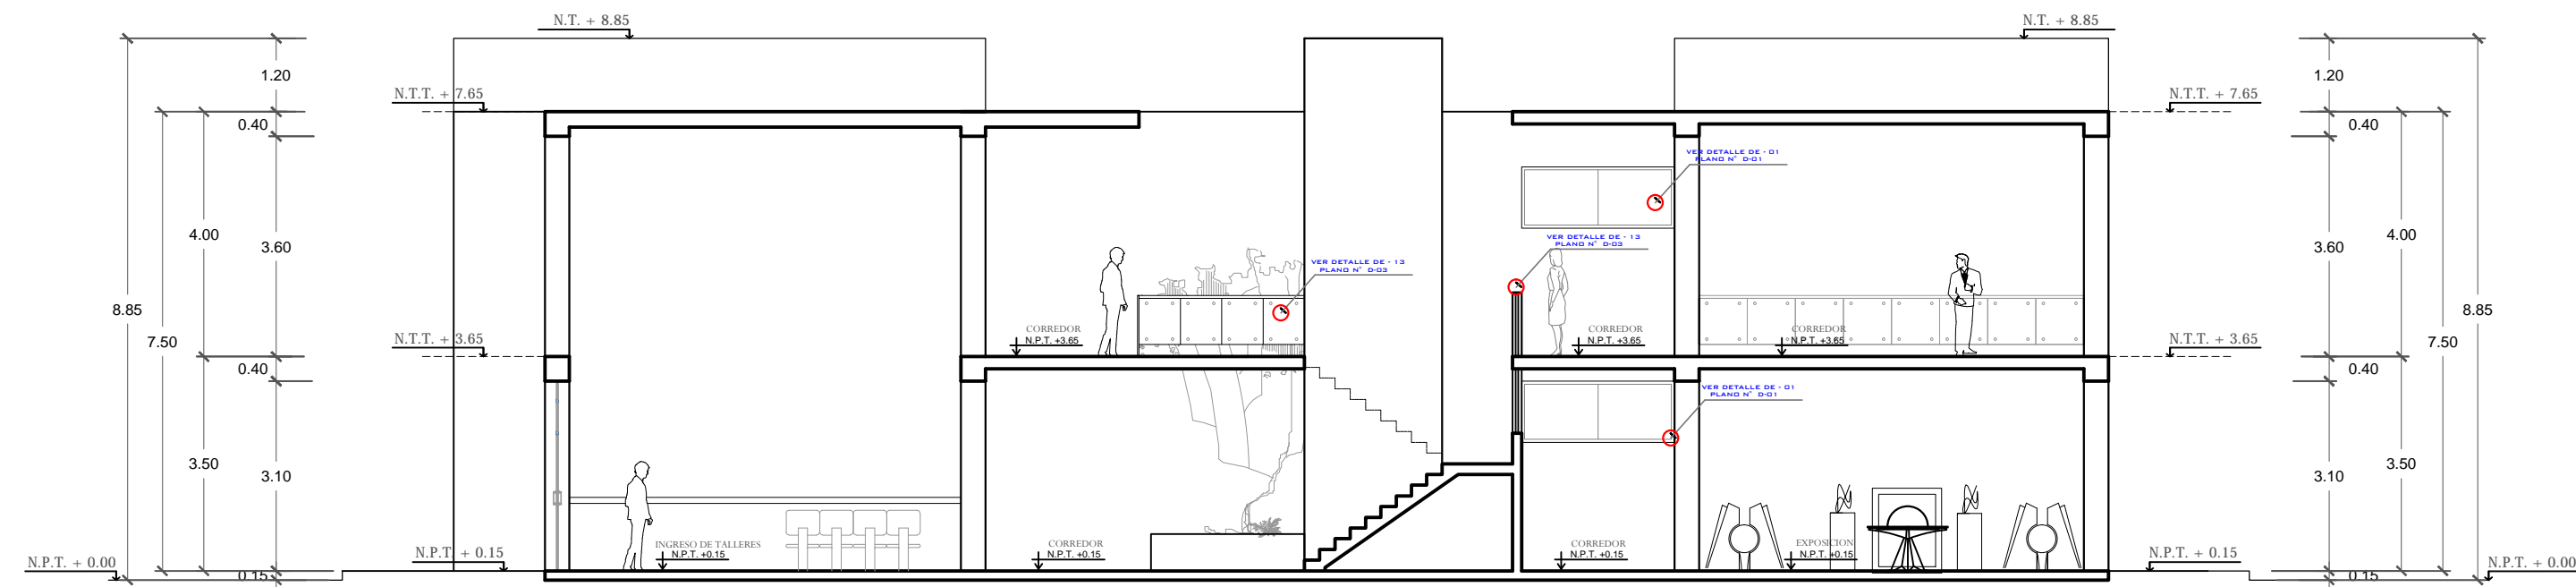 N.T. + 8.85
N.T. + 8.85
1.20
1.20
N.T.T. + 7.65
N.T.T. + 7.65
0.40
0.40
VER DETALLE DE - 01
PLANO N° D-01
4.00
3.60
VER DETALLE DE - 13
PLANO N° D-03
3.60
4.00
VER DETALLE DE - 13
PLANO N° D-03
8.85
8.85
7.50
7.50
N.T.T. + 3.65
CORREDOR
N.P.T. +3.65
CORREDOR
N.P.T. +3.65
CORREDOR
N.P.T. +3.65
N.T.T. + 3.65
0.40
0.40
VER DETALLE DE - 01
PLANO N° D-01
3.50
3.10
3.10
3.50
INGRESO DE TALLERES
N.P.T. +0.15
CORREDOR
N.P.T. +0.15
CORREDOR
N.P.T. +0.15
EXPOSICION
N.P.T. +0.15
N.P.T. + 0.15
N.P.T. + 0.15
N.P.T. + 0.00
N.P.T. + 0.00
0.15
0.15